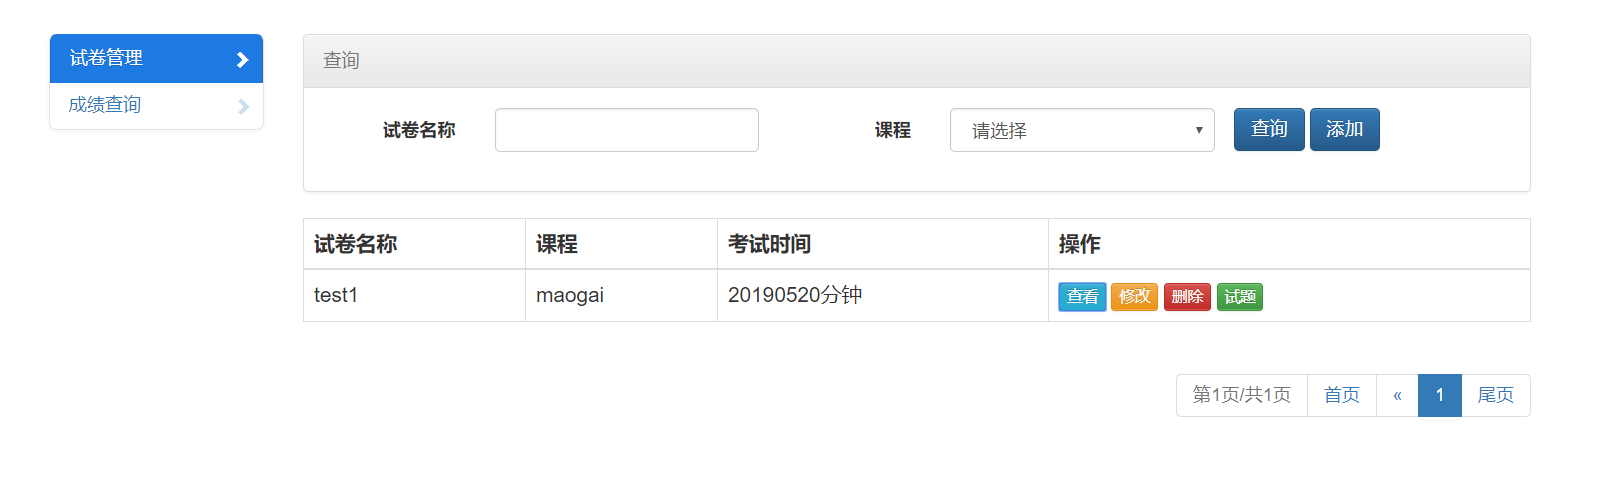 试卷管理
成绩查询
查询
试卷名称 课程 请选择 查询 添加
试卷名称 课程 考试时间 操作
test1 maogai 20190520分钟 查看 修改 删除 试题
第1页/共1页 首页 « 1 尾页